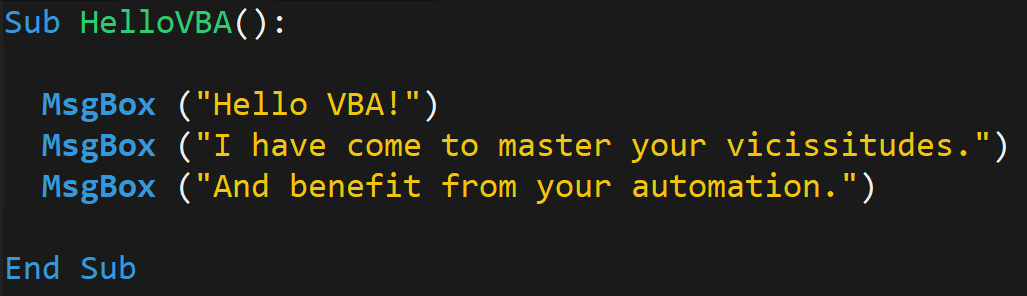 Sub HelloVBA():
MsgBox ("Hello VBA!")
MsgBox ("I have come to master your vicissitudes.")
MsgBox ("And benefit from your automation.")
End Sub